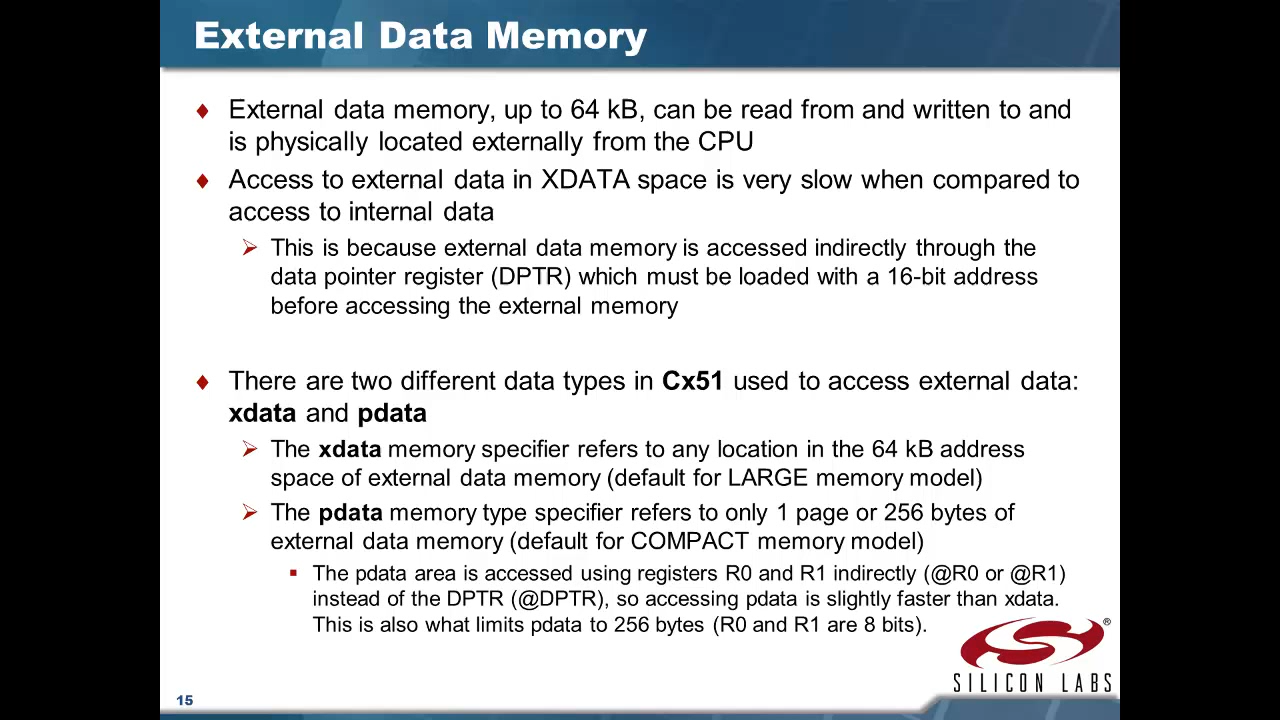 External Data Memory
External data memory, up to 64 kB, can be read from and written to and
is physically located externally from the CPU
Access to external data in XDATA space is very slow when compared to
access to internal data
This is because external data memory is accessed indirectly through the
data pointer register (DPTR) which must be loaded with a 16-bit address
before accessing the external memory
There are two different data types in Cx51 used to access external data:
xdata and pdata
The xdata memory specifier refers to any location in the 64 kB address
space of external data memory (default for LARGE memory model)
The pdata memory type specifier refers to only 1 page or 256 bytes of
external data memory (default for COMPACT memory model)
The pdata area is accessed using registers R0 and R1 indirectly (@R0 or @R1)
instead of the DPTR (@DPTR), so accessing pdata is slightly faster than xdata.
This is also what limits pdata to 256 bytes (R0 and R1 are 8 bits).
®
SILICON LABS
15